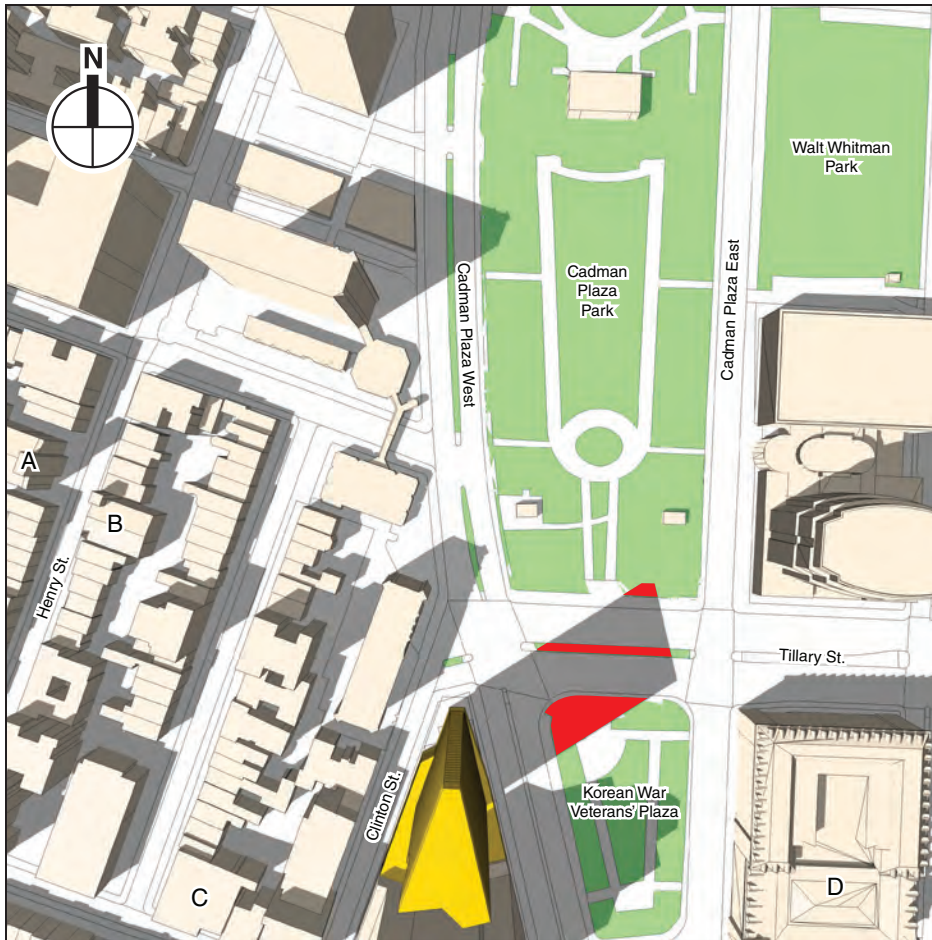 N
Walt Whitman
Park
Cadman
Plaza
Park
Cadman Plaza West
Cadman Plaza East
A
B
Henry St.
Tillary St.
Clinton St.
Korean War
Veterans' Plaza
C
D